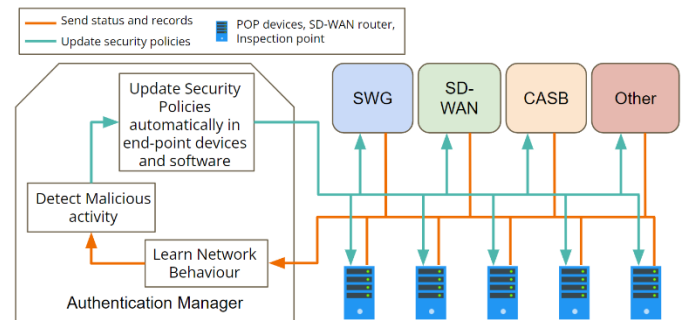 Send status and records
Update security policies
POP devices, SD-WAN router,
Inspection point
Update Security
Policies
automatically in
end-point devices
and software
Detect Malicious
activity
Learn Network
Behaviour
Authentication Manager
SWG
SD-
WAN
CASB
Other